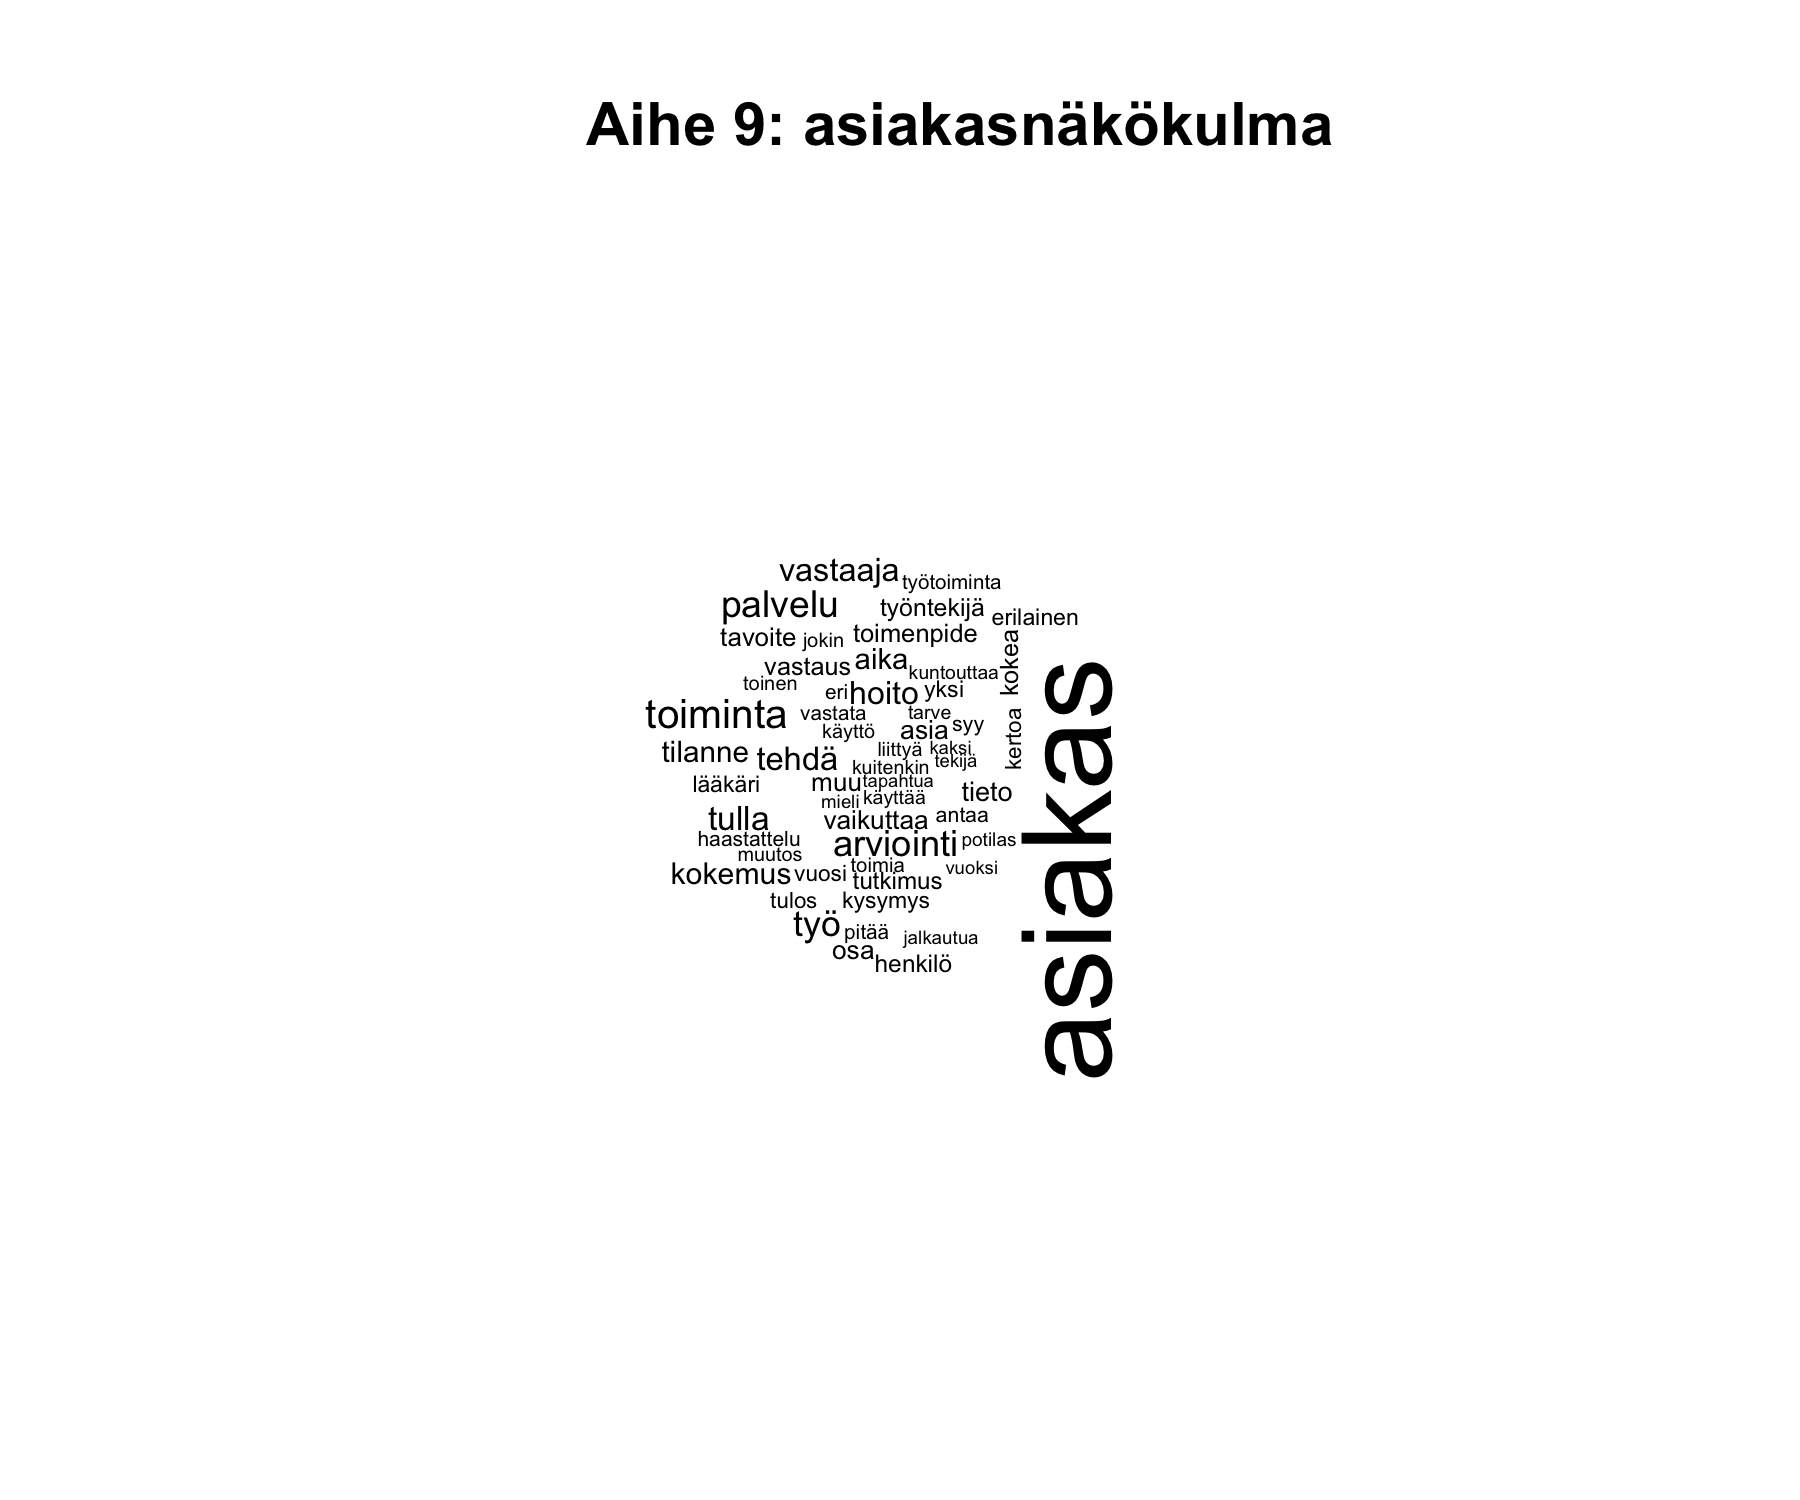 Aihe 9: asiakasnäkökulma
vastaaja
työtoiminta
palvelu
työntekijä
erilainen
tavoite
jokin
toimenpide
kokea
vastaus
aika
kuntouttaa
toinen
eri
hoito
yksi
toiminta
vastata
tarve
käyttö
asia
syy
kertoa
tilanne
tehdä
liittyä
kaksi
kuitenkin
tekijä
lääkäri
muu
tapahtua
mieli
käyttää
tieto
tulla
vaikuttaa
antaa
haastattelu
arviointi
potilas
asiakas
muutos
kokemus
vuosi
toimia
vuoksi
tutkimus
tulos
kysymys
työ
pitää
jalkautua
osa
henkilö